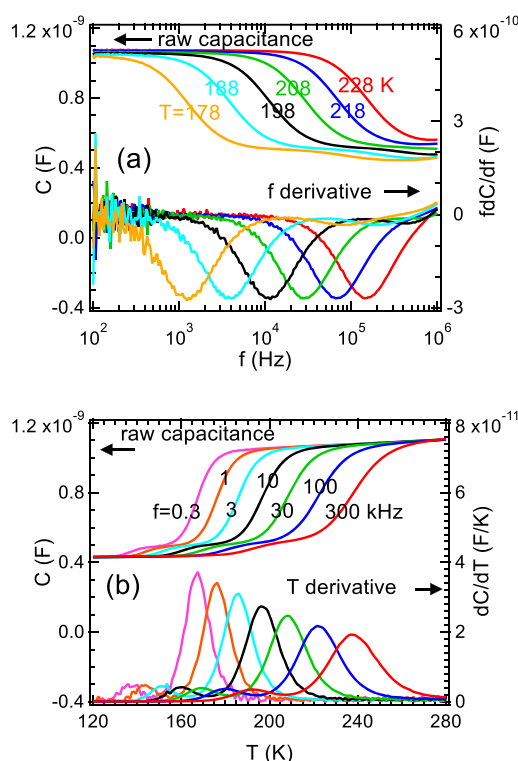 1.2 x10⁻⁹
6 x10⁻¹⁰
raw capacitance
0.8
188
208
228 K
T=178
198
218
C (F)
0.4
2
fdC/df (F)
(a)
f derivative
0.0
0
-0.4
-3
10² 10³ 10⁴ 10⁵ 10⁶
f (Hz)
1.2 x10⁻⁹
8 x10⁻¹¹
raw capacitance
1 10 100
0.8
6
f=0.3 3 30 300 kHz
C (F)
0.4
4
dC/dT (F/K)
(b)
T derivative
0.0
2
-0.4
0
120 160 200 240 280
T (K)